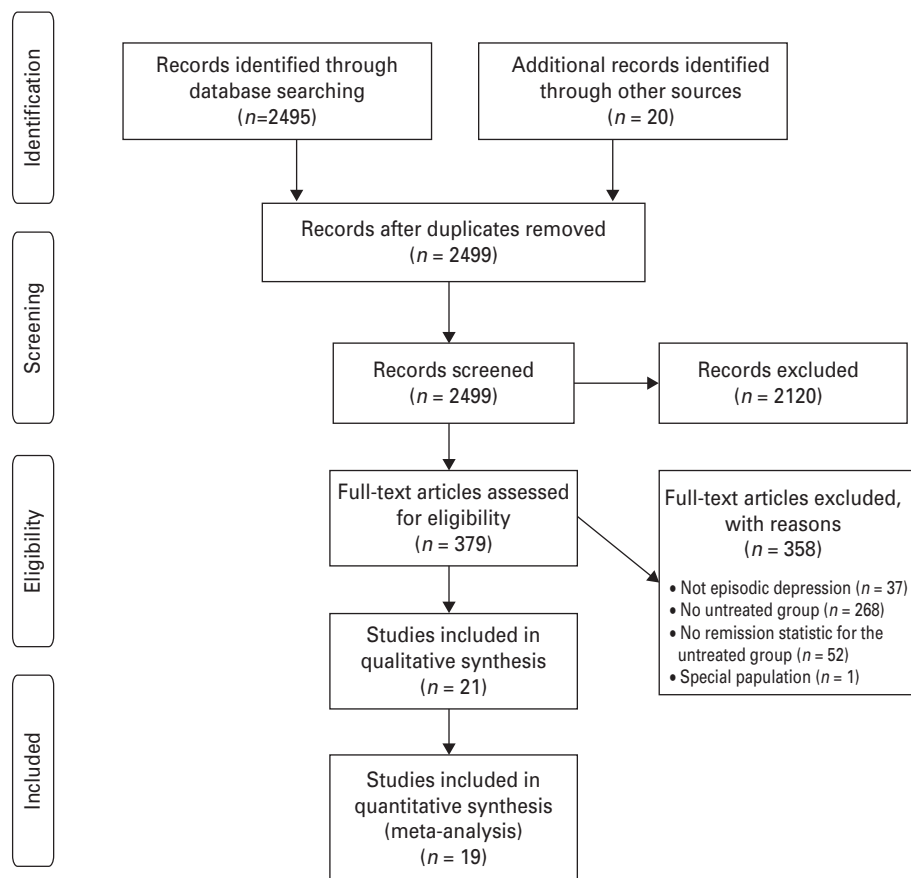 Identification
Records identified through
database searching
(n=2495)
Additional records identified
through other sources
(n = 20)
Records after duplicates removed
(n = 2499)
Screening
Records screened
(n = 2499)
Records excluded
(n = 2120)
Eligibility
Full-text articles assessed
for eligibility
(n = 379)
Full-text articles excluded,
with reasons
(n = 358)
• Not episodic depression (n = 37)
• No untreated group (n = 268)
• No remission statistic for the
untreated group (n = 52)
• Special papulation (n = 1)
Studies included in
qualitative synthesis
(n = 21)
Included
Studies included in
quantitative synthesis
(meta-analysis)
(n = 19)